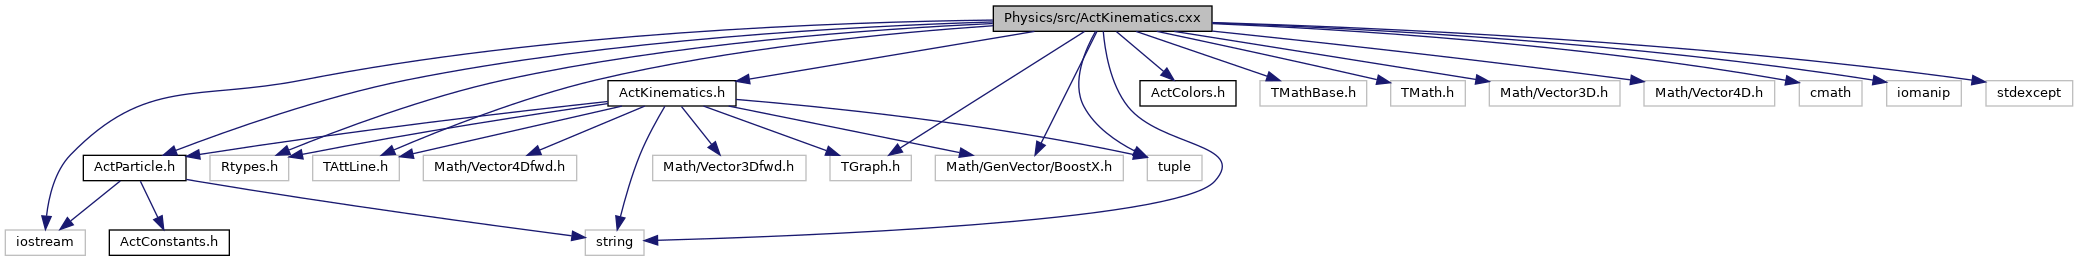 Physics/src/ActKinematics.cxx
ActKinematics.h
ActColors.h
TMathBase.h
TMath.h
Math/Vector3D.h
Math/Vector4D.h
cmath
iomanip
stdexcept
ActParticle.h
Rtypes.h
TAttLine.h
Math/Vector4Dfwd.h
Math/Vector3Dfwd.h
TGraph.h
Math/GenVector/BoostX.h
tuple
iostream
ActConstants.h
string